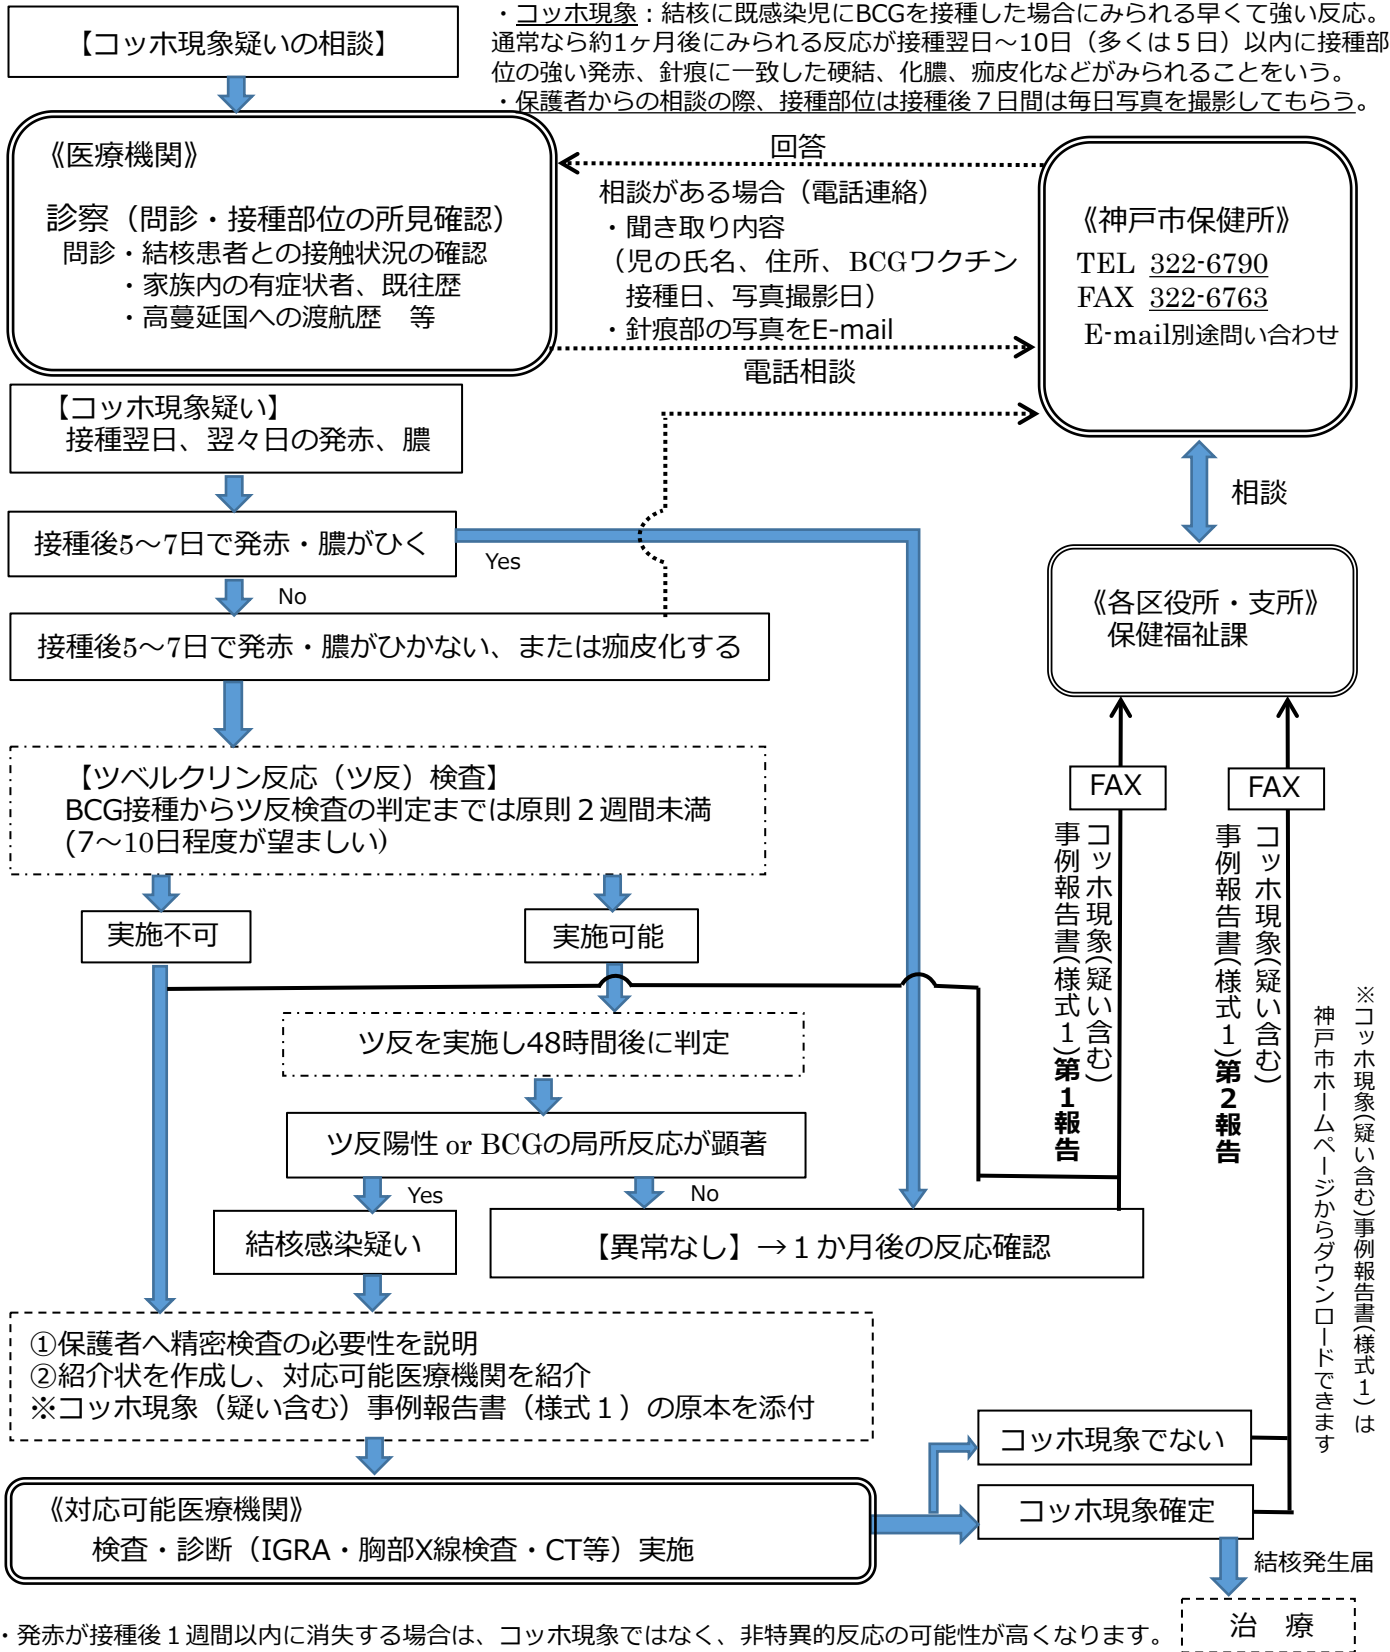 【コッホ現象疑いの相談】
・コッホ現象：結核に既感染児にBCGを接種した場合にみられる早くて強い反応。
通常なら約1ヶ月後にみられる反応が接種翌日～10日（多くは５日）以内に接種部
位の強い発赤、針痕に一致した硬結、化膿、痂皮化などがみられることをいう。
・保護者からの相談の際、接種部位は接種後７日間は毎日写真を撮影してもらう。
《医療機関》
診察（問診・接種部位の所見確認）
問診・結核患者との接触状況の確認
・家族内の有症状者、既往歴
・高蔓延国への渡航歴　等
回答
相談がある場合（電話連絡）
・聞き取り内容
（児の氏名、住所、BCGワクチン
接種日、写真撮影日）
・針痕部の写真をE-mail
電話相談
《神戸市保健所》
TEL 322-6790
FAX 322-6763
E-mail別途問い合わせ
相談
《各区役所・支所》
保健福祉課
【コッホ現象疑い】
接種翌日、翌々日の発赤、膿
接種後5～7日で発赤・膿がひく
Yes
No
接種後5～7日で発赤・膿がひかない、または痂皮化する
【ツベルクリン反応（ツ反）検査】
BCG接種からツ反検査の判定までは原則２週間未満
(7～10日程度が望ましい）
実施不可
実施可能
ツ反を実施し48時間後に判定
ツ反陽性 or BCGの局所反応が顕著
Yes
No
結核感染疑い
【異常なし】→１か月後の反応確認
FAX
コッホ現象(疑い含む)
事例報告書(様式１)第１報告
FAX
コッホ現象(疑い含む)
事例報告書(様式１)第２報告
※コッホ現象(疑い含む)事例報告書(様式１)は
神戸市ホームページからダウンロードできます
①保護者へ精密検査の必要性を説明
②紹介状を作成し、対応可能医療機関を紹介
※コッホ現象（疑い含む）事例報告書（様式１）の原本を添付
《対応可能医療機関》
検査・診断（IGRA・胸部X線検査・CT等）実施
コッホ現象でない
コッホ現象確定
結核発生届
治　療
・発赤が接種後１週間以内に消失する場合は、コッホ現象ではなく、非特異的反応の可能性が高くなります。